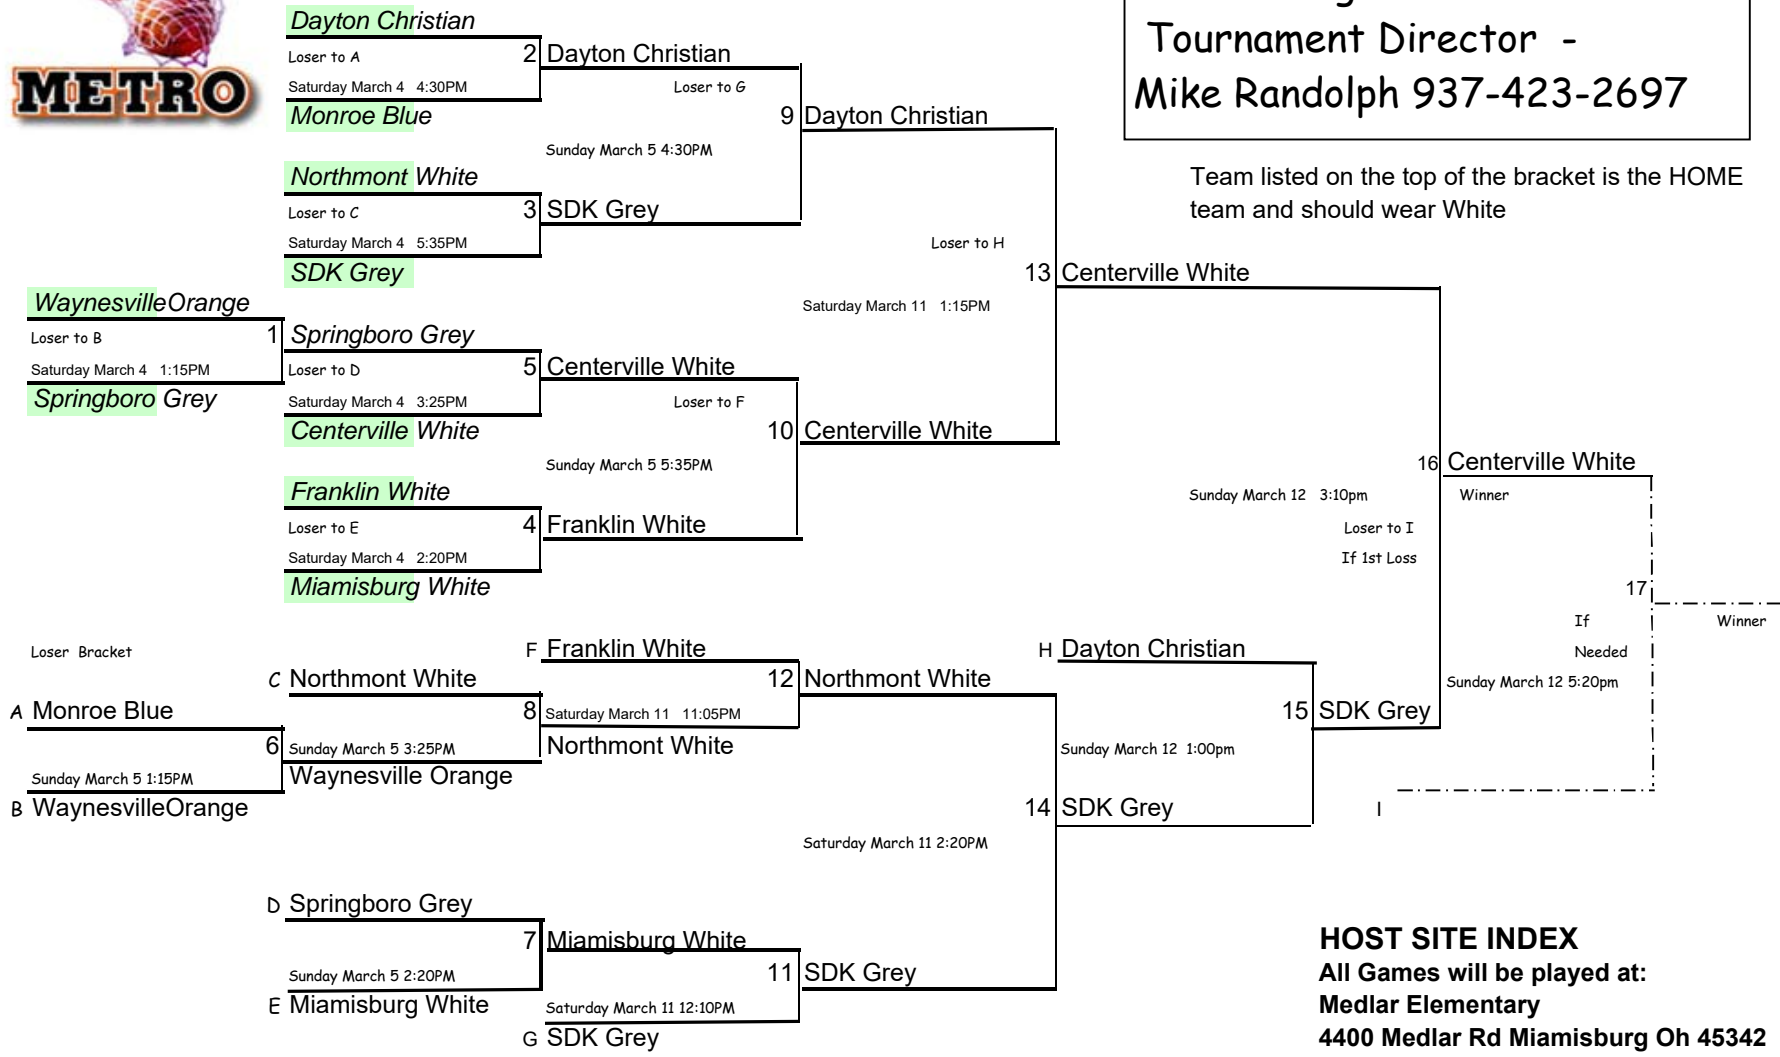 METRO
Tournament Director -
Mike Randolph 937-423-2697
Team listed on the top of the bracket is the HOME
team and should wear White
Dayton Christian
Loser to A
2
Saturday March 4 4:30PM
Monroe Blue
Dayton Christian
Loser to G
9
Sunday March 5 4:30PM
Northmont White
Loser to C
3
Saturday March 4 5:35PM
SDK Grey
SDK Grey
Dayton Christian
Loser to H
13
Saturday March 11 1:15PM
WaynesvilleOrange
Loser to B
1
Saturday March 4 1:15PM
Springboro Grey
Springboro Grey
Loser to D
5
Saturday March 4 3:25PM
Centerville White
Centerville White
Loser to F
10
Sunday March 5 5:35PM
Franklin White
Loser to E
4
Saturday March 4 2:20PM
Miamisburg White
Franklin White
Centerville White
Centerville White
16
Sunday March 12 3:10pm
Loser to I
If 1st Loss
Centerville White
Winner
17
If
Needed
Sunday March 12 5:20pm
Winner
Loser Bracket
A Monroe Blue
6
Sunday March 5 1:15PM
B WaynesvilleOrange
C Northmont White
8
Sunday March 5 3:25PM
Waynesville Orange
F Franklin White
12
Saturday March 11 11:05PM
Northmont White
Northmont White
14
Saturday March 11 2:20PM
H Dayton Christian
15
Sunday March 12 1:00pm
SDK Grey
SDK Grey
I
D Springboro Grey
7
Sunday March 5 2:20PM
E Miamisburg White
Miamisburg White
11
Saturday March 11 12:10PM
G SDK Grey
SDK Grey
HOST SITE INDEX
All Games will be played at:
Medlar Elementary
4400 Medlar Rd Miamisburg Oh 45342